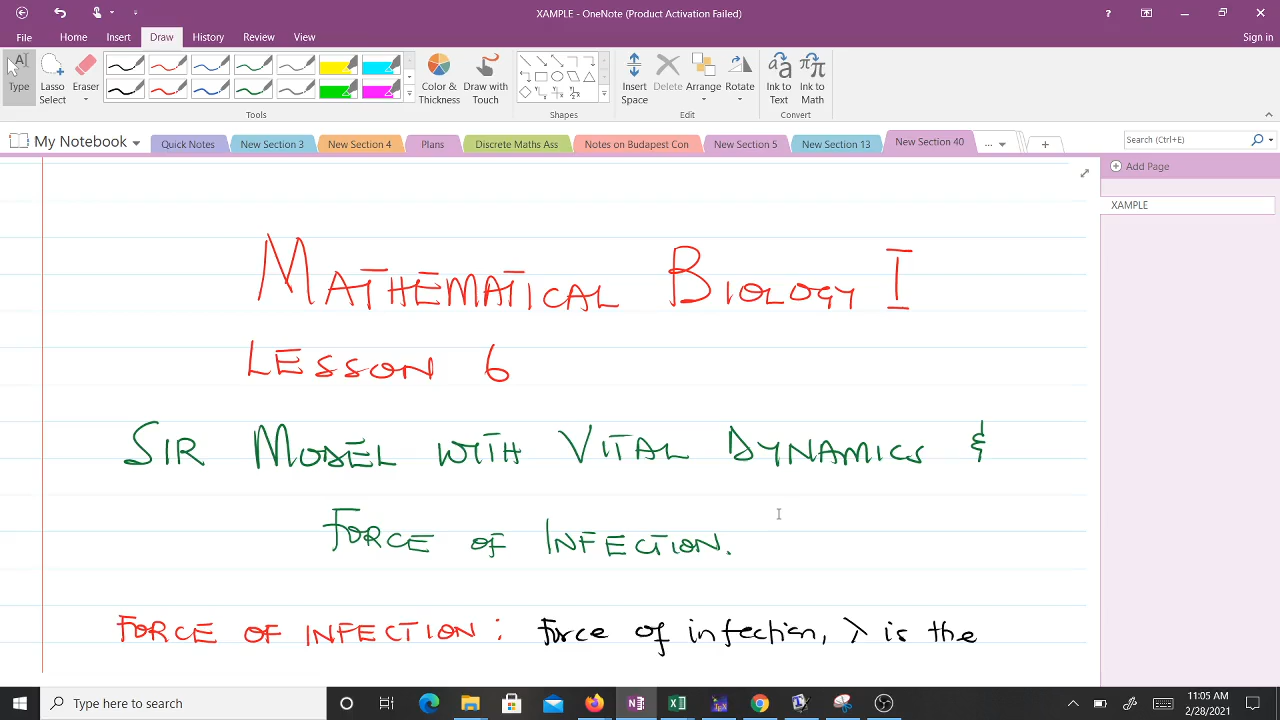 XAMPLE - OneNote (Product Activation Failed)
File Home Insert Draw History Review View
Sign in
Type
Lasso Select
Eraser
Color & Thickness
Draw with Touch
Insert Space
Delete
Arrange
Rotate
Ink to Text
Ink to Math
Tools
Shapes
Edit
Convert
My Notebook
Quick Notes
New Section 3
New Section 4
Plans
Discrete Maths Ass
Notes on Budapest Con
New Section 5
New Section 13
New Section 40
...
Search (Ctrl+E)
Add Page
XAMPLE
MATHEMATICAL BIOLOGY I
LESSON 6
SIR MODEL WITH VITAL DYNAMICS &
FORCE OF INFECTION.
FORCE OF INFECTION: Force of infection, λ is the
Type here to search
11:05 AM
2/28/2021